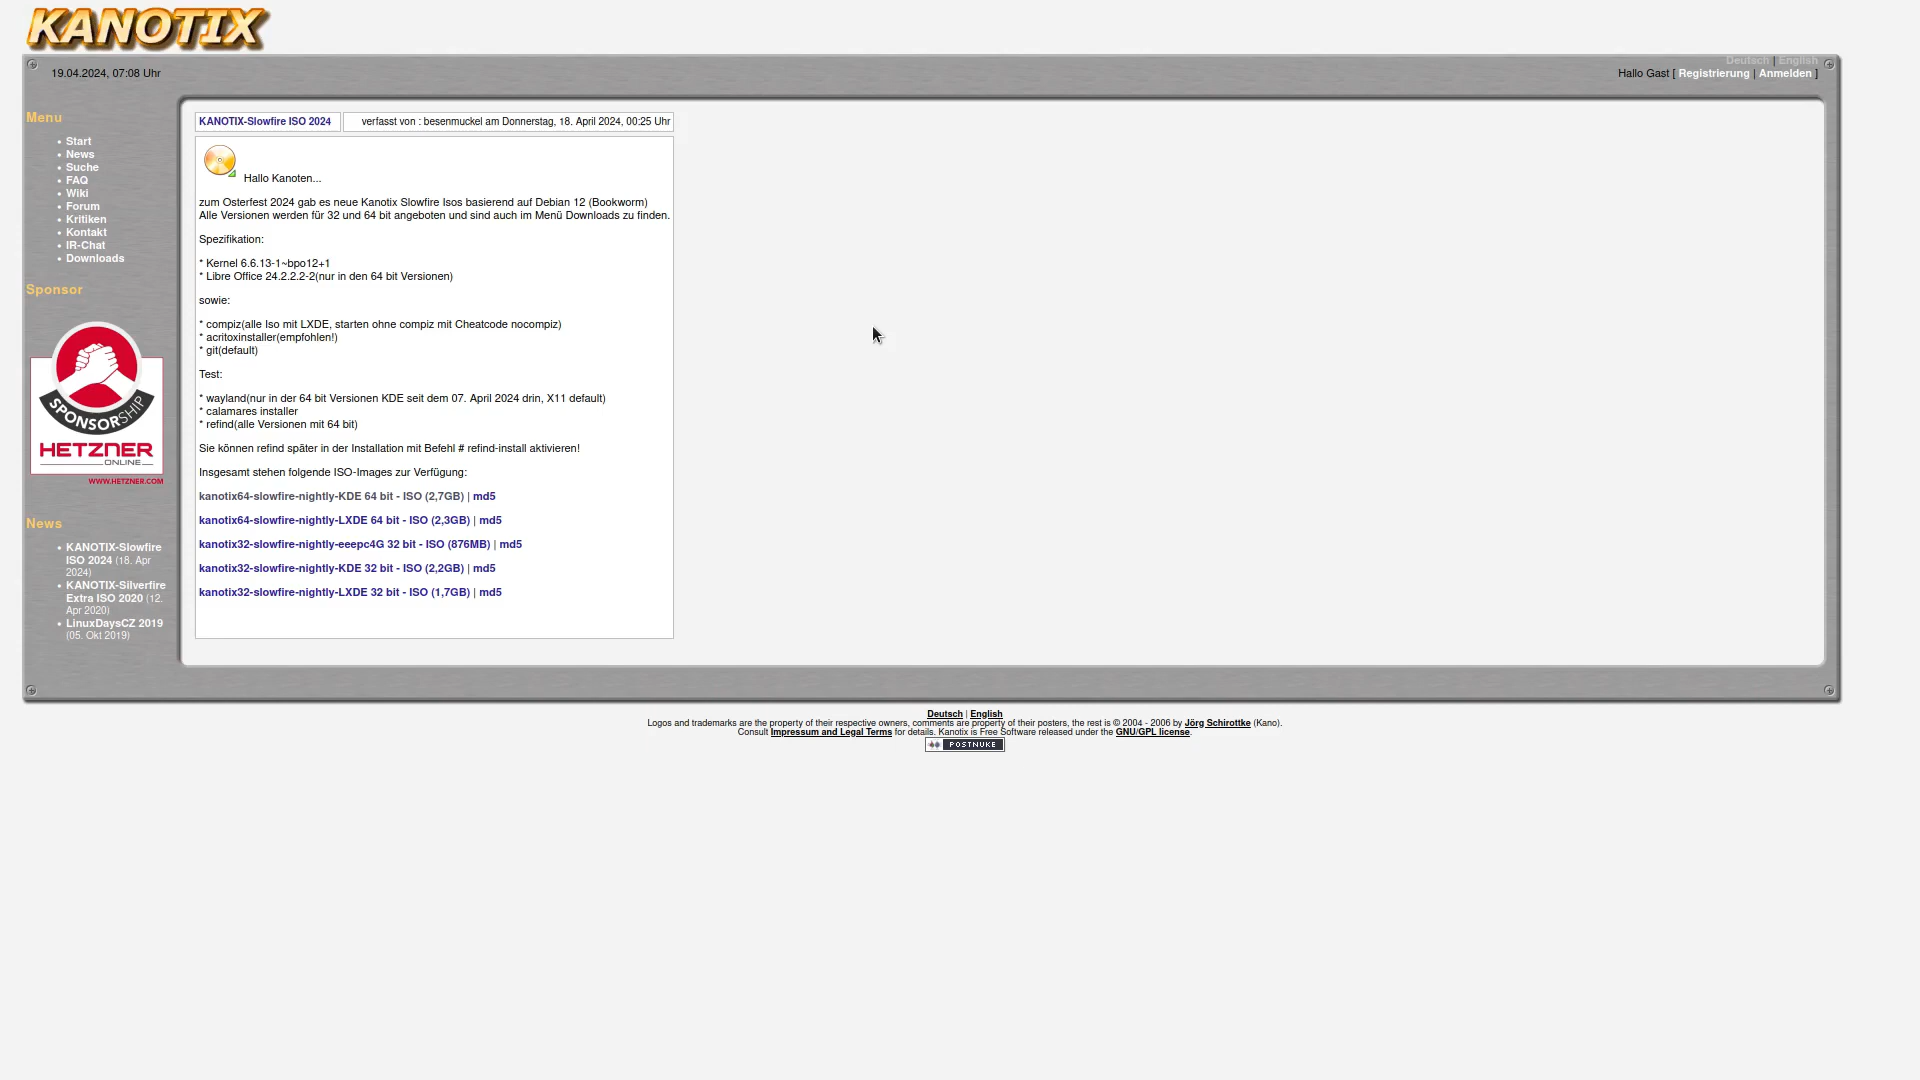 KANOTIX
19.04.2024, 07:08 Uhr
Deutsch | English
Hallo Gast [ Registrierung | Anmelden ]
Menu
• Start
• News
• Suche
• FAQ
• Wiki
• Forum
• Kritiken
• Kontakt
• IR-Chat
• Downloads
Sponsor
SPONSORSHIP
HETZNER
ONLINE
WWW.HETZNER.COM
News
• KANOTIX-Slowfire
ISO 2024 (18. Apr
2024)
• KANOTIX-Silverfire
Extra ISO 2020 (12.
Apr 2020)
• LinuxDaysCZ 2019
(05. Okt 2019)
KANOTIX-Slowfire ISO 2024
verfasst von : besenmuckel am Donnerstag, 18. April 2024, 00:25 Uhr
Hallo Kanoten...
zum Osterfest 2024 gab es neue Kanotix Slowfire Isos basierend auf Debian 12 (Bookworm)
Alle Versionen werden für 32 und 64 bit angeboten und sind auch im Menü Downloads zu finden.
Spezifikation:
* Kernel 6.6.13-1~bpo12+1
* Libre Office 24.2.2.2-2(nur in den 64 bit Versionen)
sowie:
* compiz(alle Iso mit LXDE, starten ohne compiz mit Cheatcode nocompiz)
* acritoxinstaller(empfohlen!)
* git(default)
Test:
* wayland(nur in der 64 bit Versionen KDE seit dem 07. April 2024 drin, X11 default)
* calamares installer
* refind(alle Versionen mit 64 bit)
Sie können refind später in der Installation mit Befehl # refind-install aktivieren!
Insgesamt stehen folgende ISO-Images zur Verfügung:
kanotix64-slowfire-nightly-KDE 64 bit - ISO (2,7GB) | md5
kanotix64-slowfire-nightly-LXDE 64 bit - ISO (2,3GB) | md5
kanotix32-slowfire-nightly-eeepc4G 32 bit - ISO (876MB) | md5
kanotix32-slowfire-nightly-KDE 32 bit - ISO (2,2GB) | md5
kanotix32-slowfire-nightly-LXDE 32 bit - ISO (1,7GB) | md5
Deutsch | English
Logos and trademarks are the property of their respective owners, comments are property of their posters, the rest is © 2004 - 2006 by Jörg Schirottke (Kano).
Consult Impressum and Legal Terms for details. Kanotix is Free Software released under the GNU/GPL license.
POSTNUKE